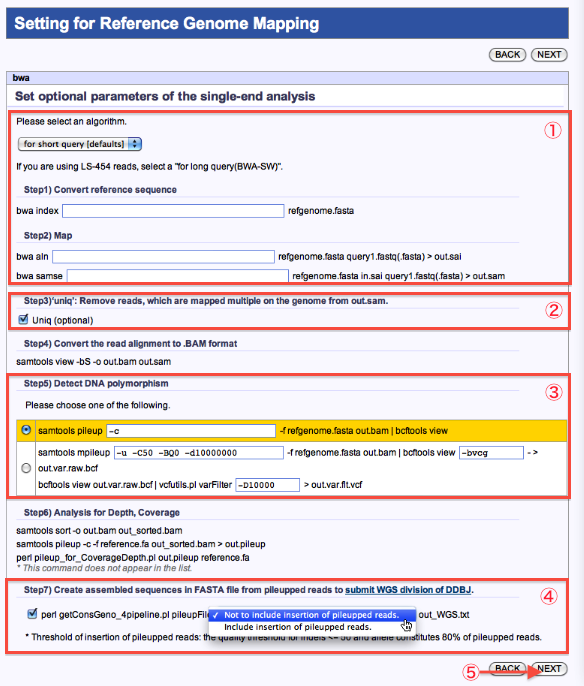 Setting for Reference Genome Mapping
BACK NEXT
bwa
Set optional parameters of the single-end analysis
Please select an algorithm.
①
for short query [defaults]
If you are using LS-454 reads, select a "for long query(BWA-SW)".
Step1) Convert reference sequence
bwa index refgenome.fasta
Step2) Map
bwa aln refgenome.fasta query1.fastq(.fasta) > out.sai
bwa samse refgenome.fasta in.sai query1.fastq(.fasta) > out.sam
Step3)'uniq': Remove reads, which are mapped multiple on the genome from out.sam.
②
Uniq (optional)
Step4) Convert the read alignment to .BAM format
samtools view -bS -o out.bam out.sam
Step5) Detect DNA polymorphism
③
Please choose one of the following.
samtools pileup -c -f refgenome.fasta out.bam | bcftools view
samtools mpileup -u -C50 -BQ0 -d10000000 -f refgenome.fasta out.bam | bcftools view -bvcg ->
out.var.raw.bcf
bcftools view out.var.raw.bcf | vcfutils.pl varFilter -D10000 > out.var.flt.vcf
Step6) Analysis for Depth, Coverage
samtools sort -o out.bam out_sorted.bam
samtools pileup -c -f reference.fa out_sorted.bam > out.pileup
perl pileup_for_CoverageDepth.pl out.pileup reference.fa
* This command does not appear in the list.
Step7) Create assembled sequences in FASTA file from pileupped reads to submit WGS division of DDBJ.
④
perl getConsGeno_4pipeline.pl pileupFil ✓ Not to include insertion of pileupped reads. out_WGS.txt
Include insertion of pileupped reads.
* Threshold of insertion of pileupped reads: the quality threshold for indels <= 50 and allele constitutes 80% of pileupped reads.
⑤ BACK NEXT